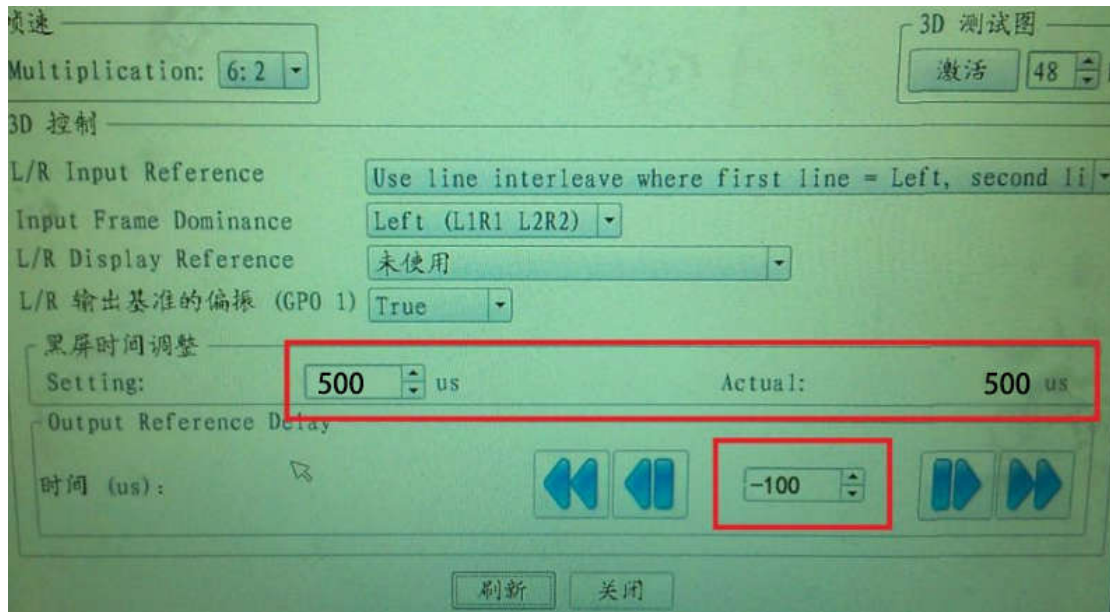 帧速
3D 测试图
Multiplication: 6:2
激活 48
3D 控制
L/R Input Reference Use line interleave where first line = Left, second li
Input Frame Dominance Left (L1R1 L2R2)
L/R Display Reference 未使用
L/R 输出基准的偏振 (GPO 1) True
黑屏时间调整
Setting: 500 us Actual: 500 us
Output Reference Delay
时间 (us): -100
刷新 关闭